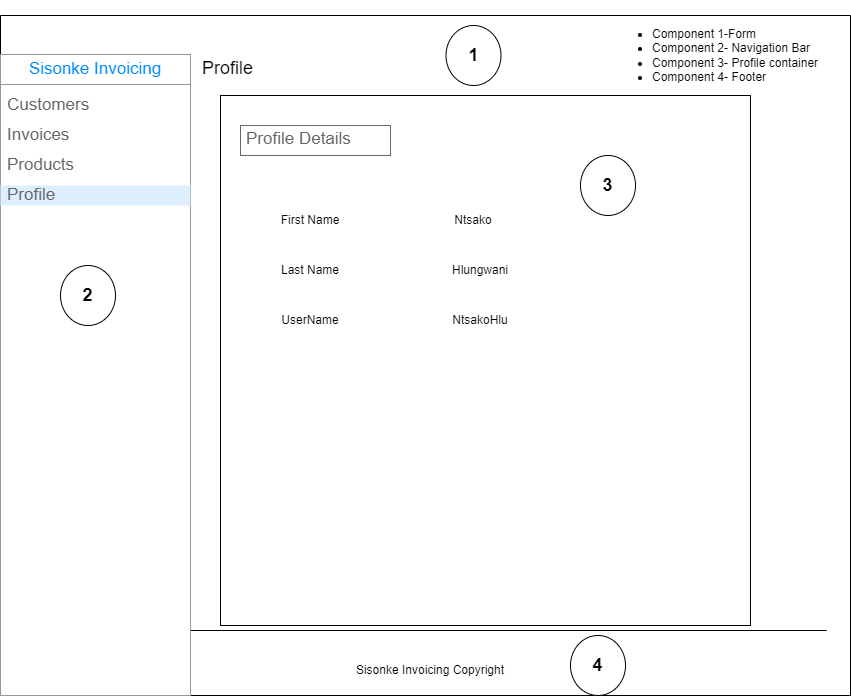 1
Component 1-Form
Component 2- Navigation Bar
Component 3- Profile container
Component 4- Footer
Sisonke Invoicing
Profile
Customers
Invoices
Products
Profile
2
Profile Details
3
First Name Ntsako
Last Name Hlungwani
UserName NtsakoHlu
Sisonke Invoicing Copyright
4